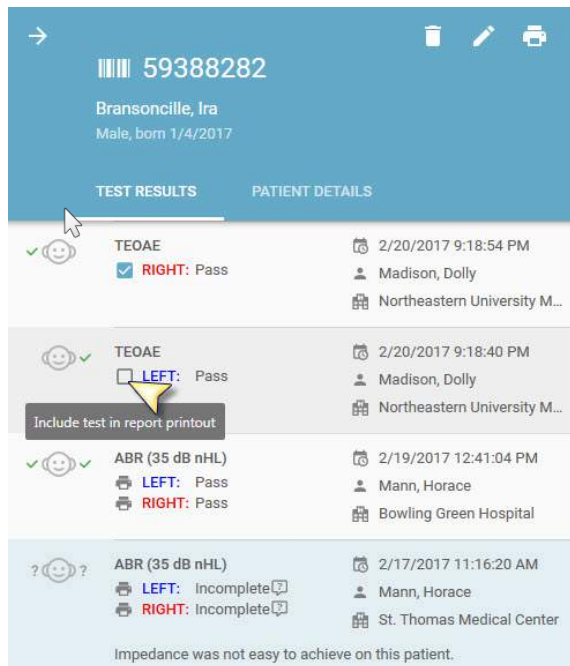 59388282
Bransoncille, Ira
Male, born 1/4/2017
TEST RESULTS PATIENT DETAILS
TEOAE 2/20/2017 9:18:54 PM
RIGHT: Pass Madison, Dolly
Northeastern University M...
TEOAE 2/20/2017 9:18:40 PM
LEFT: Pass Madison, Dolly
Northeastern University M...
Include test in report printout
ABR (35 dB nHL) 2/19/2017 12:41:04 PM
LEFT: Pass Mann, Horace
RIGHT: Pass Bowling Green Hospital
? ? ABR (35 dB nHL) 2/17/2017 11:16:20 AM
LEFT: Incomplete ? Mann, Horace
RIGHT: Incomplete ? St. Thomas Medical Center
Impedance was not easy to achieve on this patient.